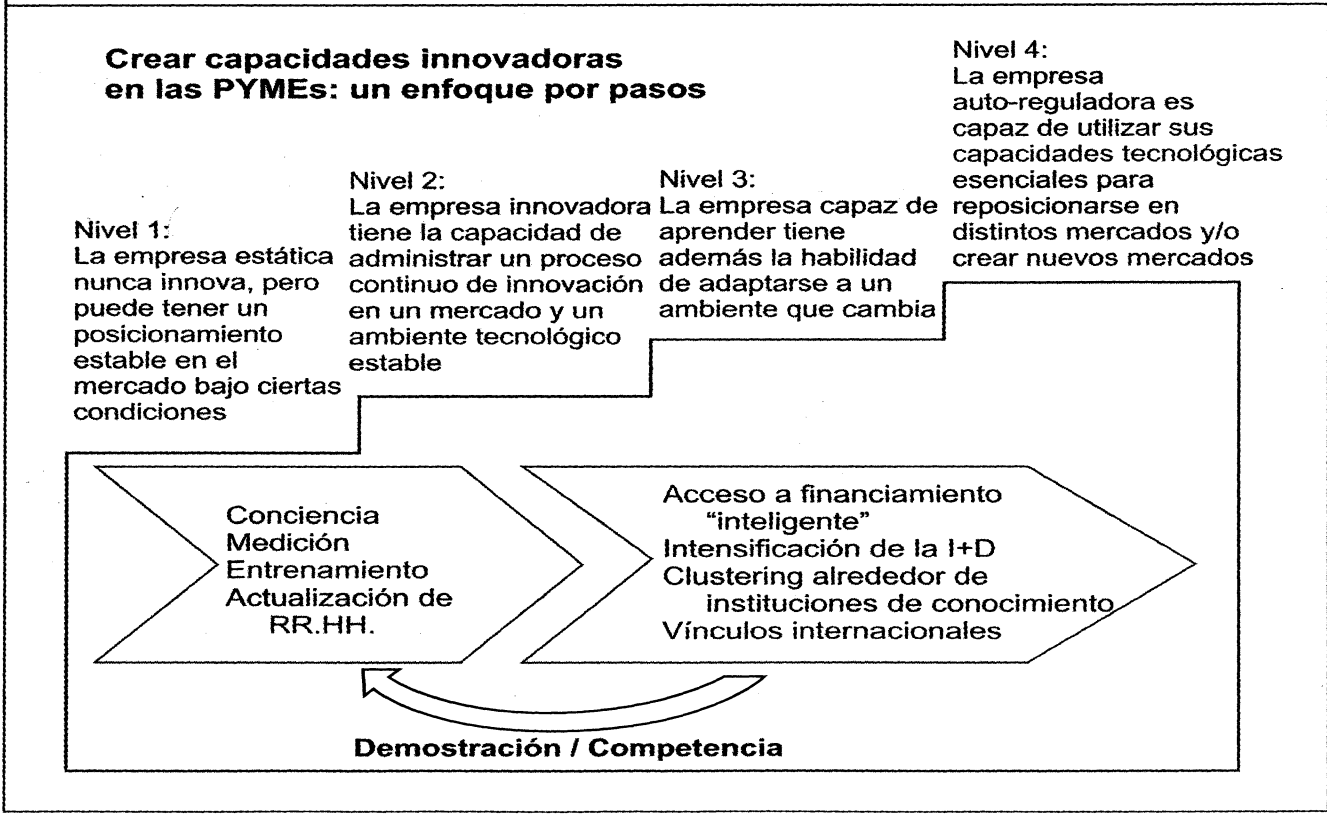 Crear capacidades innovadoras
en las PYMEs: un enfoque por pasos
Nivel 1:
La empresa estática
nunca innova, pero
puede tener un
posicionamiento
estable en el
mercado bajo ciertas
condiciones
Nivel 2:
La empresa innovadora
tiene la capacidad de
administrar un proceso
continuo de innovación
en un mercado y un
ambiente tecnológico
estable
Nivel 3:
La empresa capaz de
aprender tiene
además la habilidad
de adaptarse a un
ambiente que cambia
Nivel 4:
La empresa
auto-reguladora es
capaz de utilizar sus
capacidades tecnológicas
esenciales para
reposicionarse en
distintos mercados y/o
crear nuevos mercados
Conciencia
Medición
Entrenamiento
Actualización de
RR.HH.
Acceso a financiamiento
“inteligente”
Intensificación de la I+D
Clustering alrededor de
instituciones de conocimiento
Vínculos internacionales
Demostración / Competencia